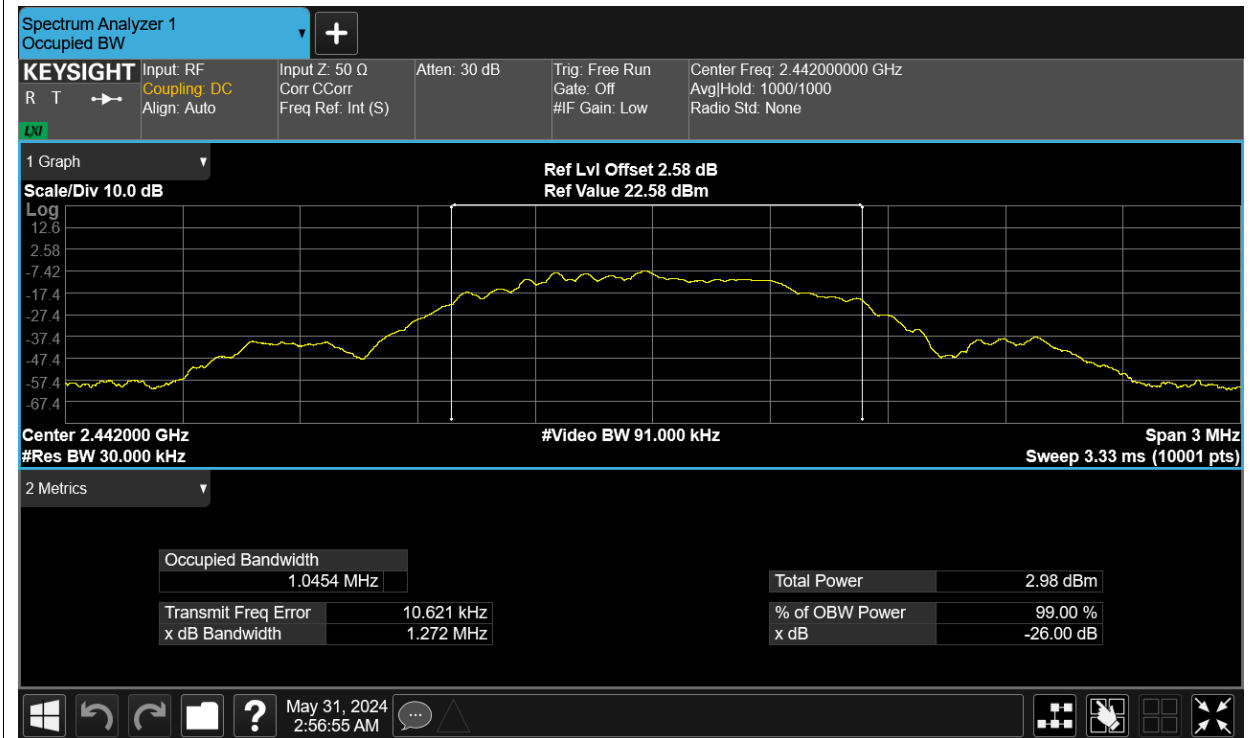 Spectrum Analyzer 1
Occupied BW
KEYSIGHT
R T
LXI
Input: RF
Coupling: DC
Align: Auto
Input Z: 50 Ω
Corr CCorr
Freq Ref: Int (S)
Atten: 30 dB
Trig: Free Run
Gate: Off
#IF Gain: Low
Center Freq: 2.442000000 GHz
Avg|Hold: 1000/1000
Radio Std: None
1 Graph
Scale/Div 10.0 dB
Ref Lvl Offset 2.58 dB
Ref Value 22.58 dBm
Log
12.6
2.58
-7.42
-17.4
-27.4
-37.4
-47.4
-57.4
-67.4
Center 2.442000 GHz
#Res BW 30.000 kHz
#Video BW 91.000 kHz
Span 3 MHz
Sweep 3.33 ms (10001 pts)
2 Metrics
Occupied Bandwidth
1.0454 MHz
Transmit Freq Error 10.621 kHz
x dB Bandwidth 1.272 MHz
Total Power 2.98 dBm
% of OBW Power 99.00 %
x dB -26.00 dB
?
May 31, 2024
2:56:55 AM